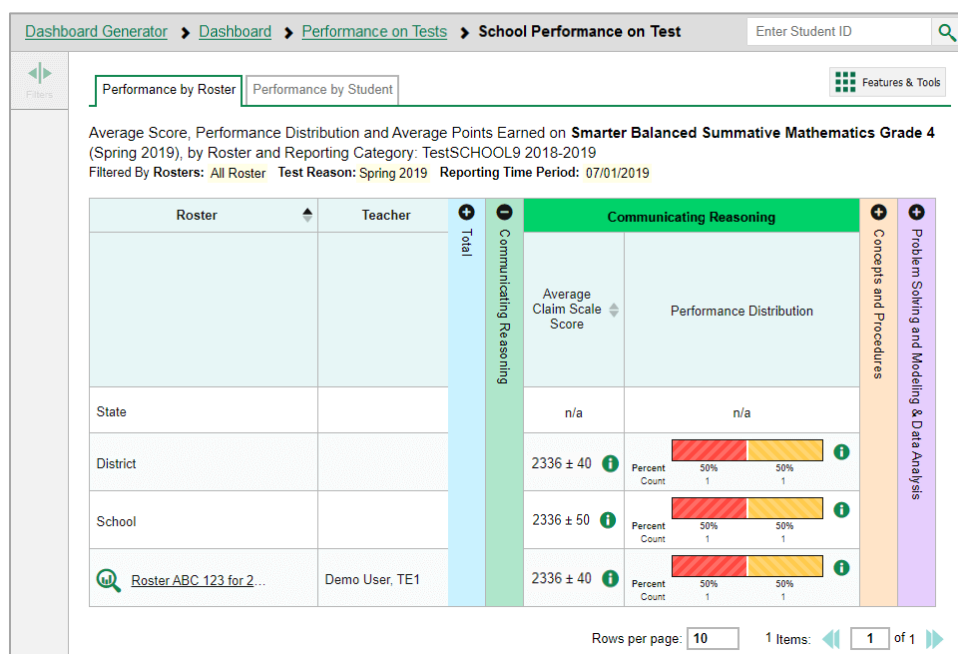 Dashboard Generator > Dashboard > Performance on Tests > School Performance on Test
Enter Student ID
Filters
Performance by Roster
Performance by Student
Features & Tools
Average Score, Performance Distribution and Average Points Earned on Smarter Balanced Summative Mathematics Grade 4
(Spring 2019), by Roster and Reporting Category: TestSCHOOL9 2018-2019
Filtered By Rosters: All Roster Test Reason: Spring 2019 Reporting Time Period: 07/01/2019
Roster
Teacher
Total
Communicating Reasoning
Communicating Reasoning
Average
Claim Scale
Score
Performance Distribution
Concepts and Procedures
Problem Solving and Modeling & Data Analysis
State
n/a
n/a
District
2336 ± 40
Percent 50% 50%
Count 1 1
School
2336 ± 50
Percent 50% 50%
Count 1 1
Roster ABC 123 for 2...
Demo User, TE1
2336 ± 40
Percent 50% 50%
Count 1 1
Rows per page: 10 1 Items: 1 of 1